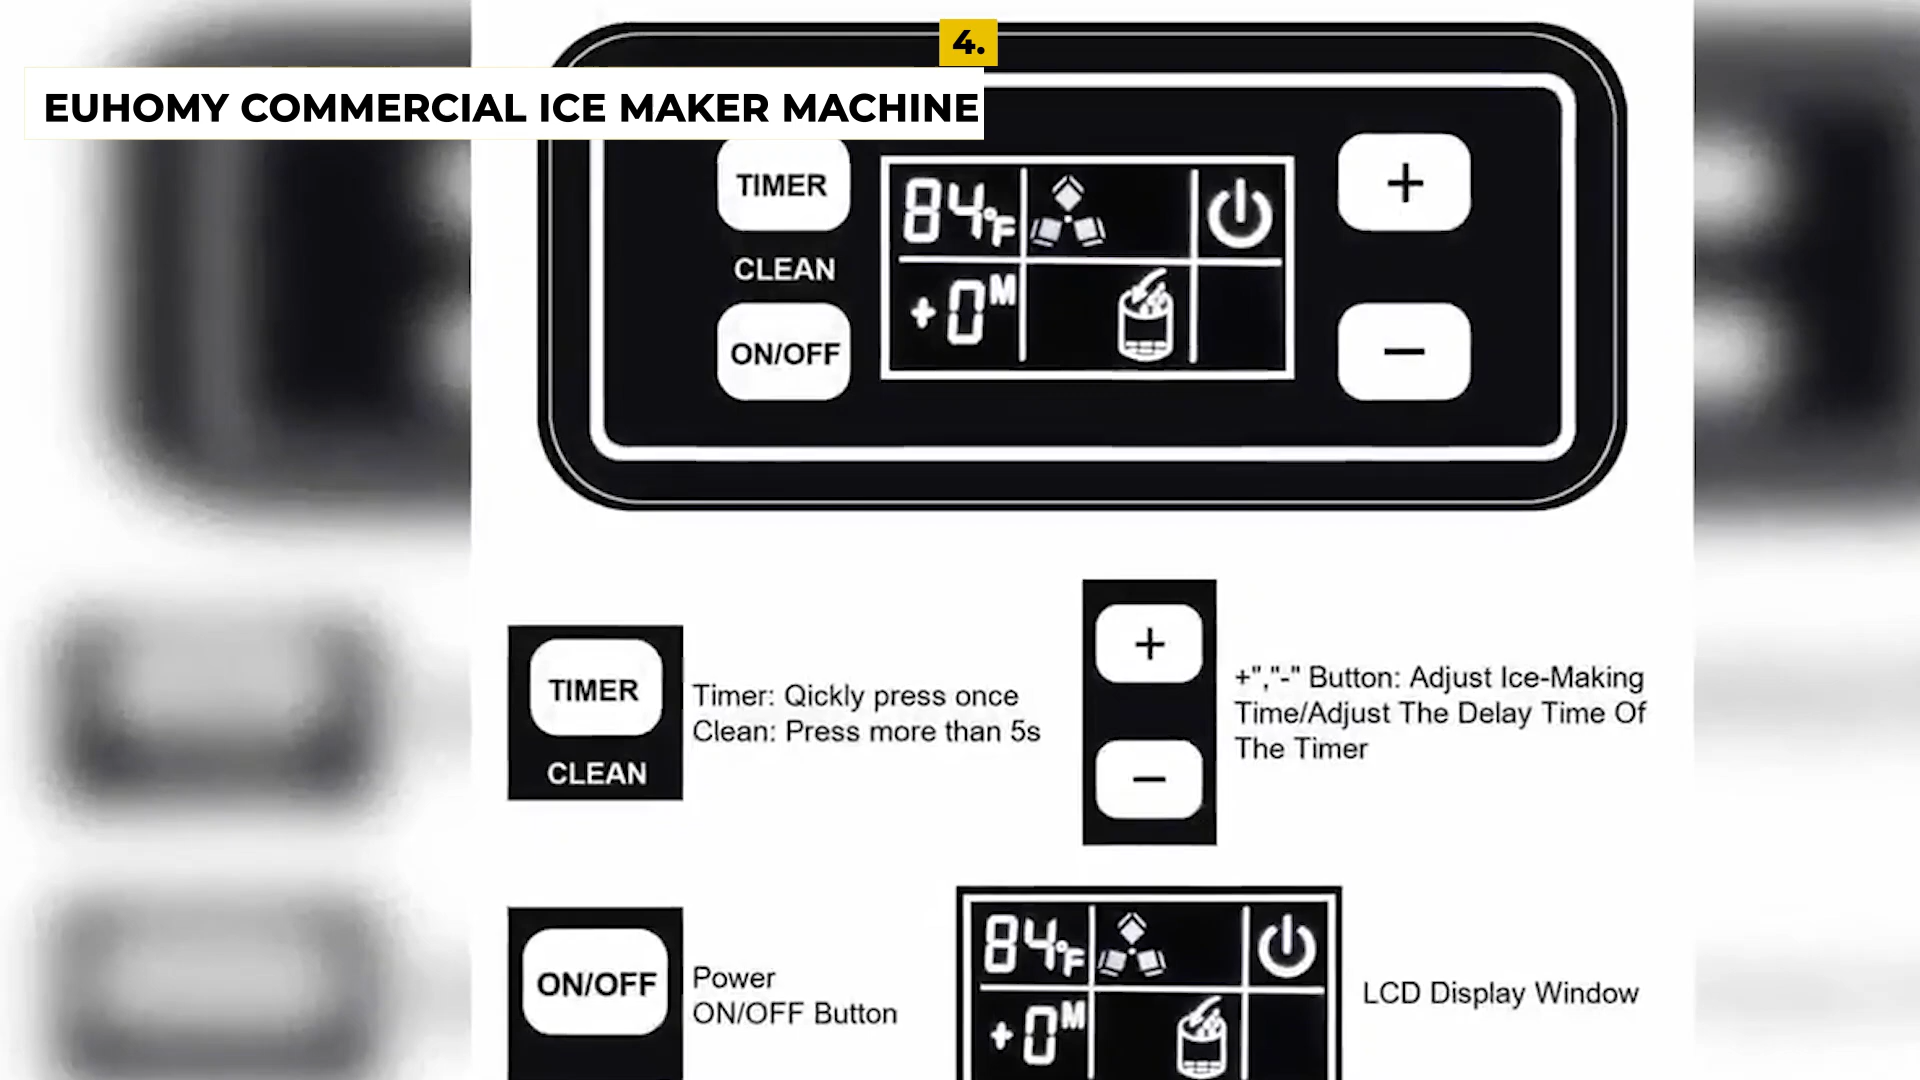 4.
EUHOMY COMMERCIAL ICE MAKER MACHINE
TIMER
CLEAN
ON/OFF
84°F
+0M
+
−
TIMER
CLEAN
Timer: Qickly press once
Clean: Press more than 5s
+
−
+","-" Button: Adjust Ice-Making
Time/Adjust The Delay Time Of
The Timer
ON/OFF
Power
ON/OFF Button
84°F
+0M
LCD Display Window